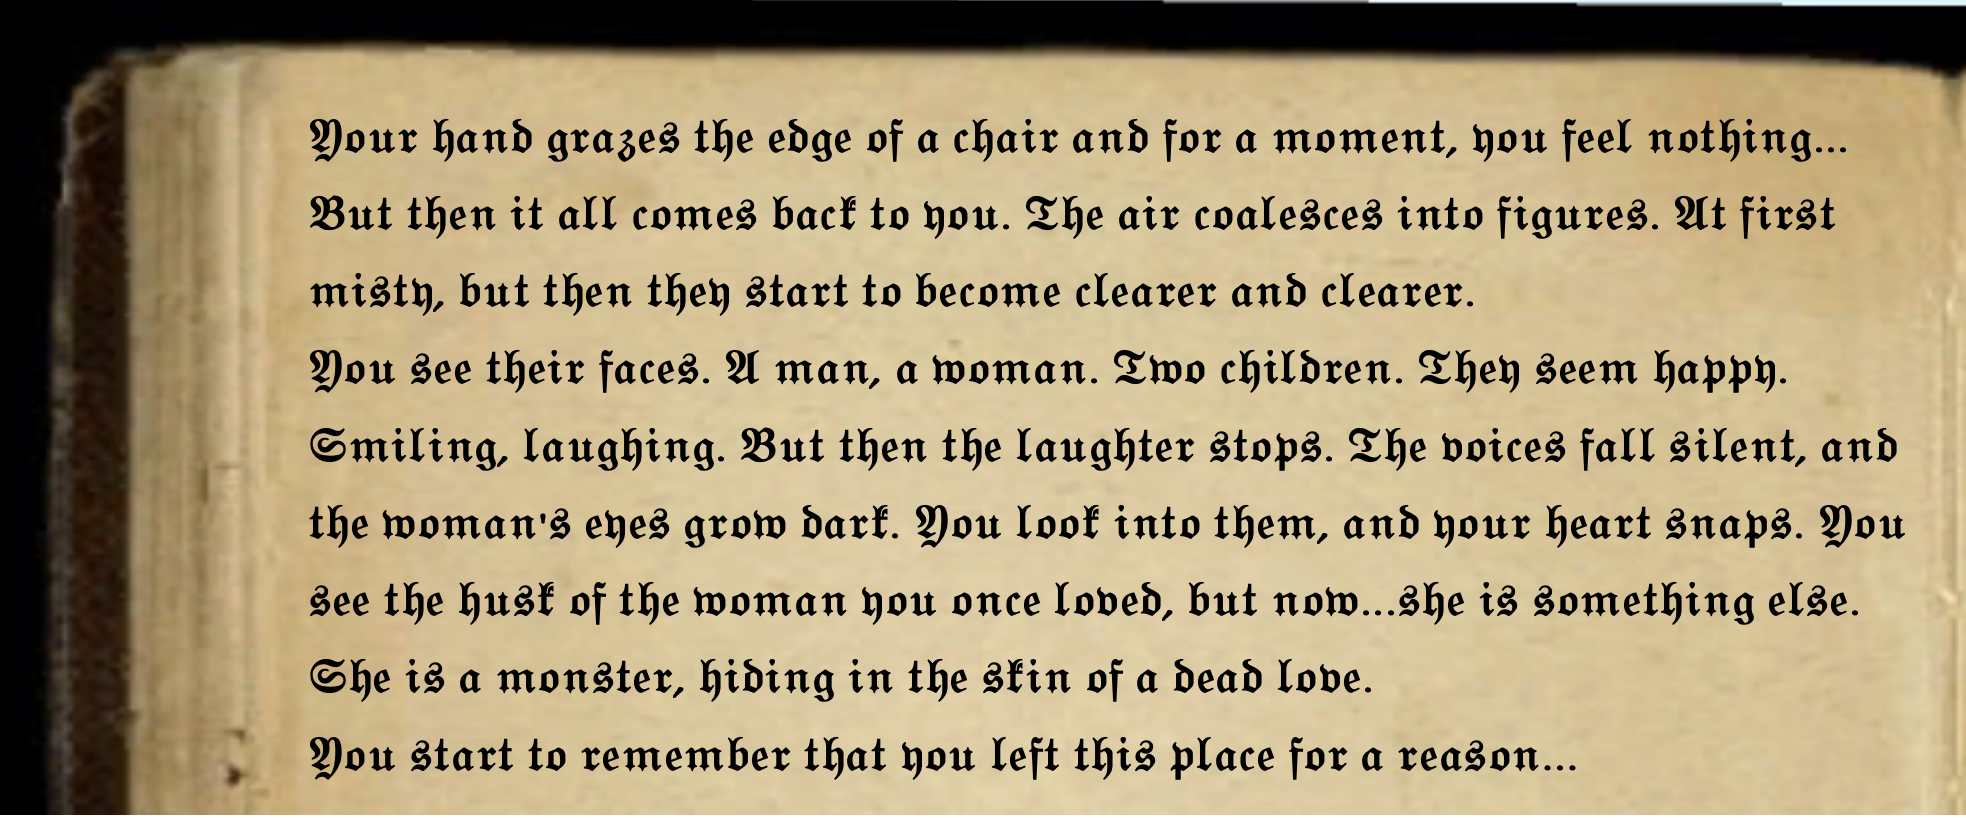 Your hand grazes the edge of a chair and for a moment, you feel nothing...
But then it all comes back to you. The air coalesces into figures. At first
misty, but then they start to become clearer and clearer.
You see their faces. A man, a woman. Two children. They seem happy.
Smiling, laughing. But then the laughter stops. The voices fall silent, and
the woman's eyes grow dark. You look into them, and your heart snaps. You
see the husk of the woman you once loved, but now...she is something else.
She is a monster, hiding in the skin of a dead love.
You start to remember that you left this place for a reason...